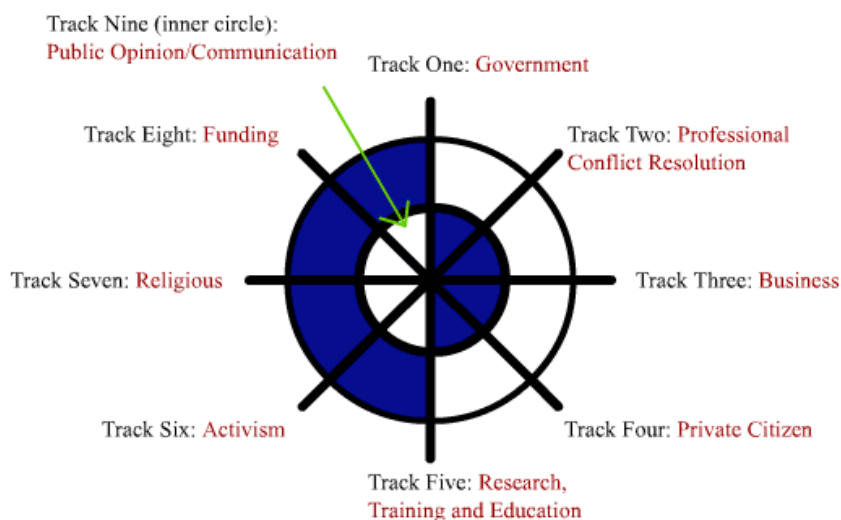 Track Nine (inner circle):
Public Opinion/Communication
Track One: Government
Track Eight: Funding
Track Two: Professional
Conflict Resolution
Track Seven: Religious
Track Three: Business
Track Six: Activism
Track Four: Private Citizen
Track Five: Research,
Training and Education